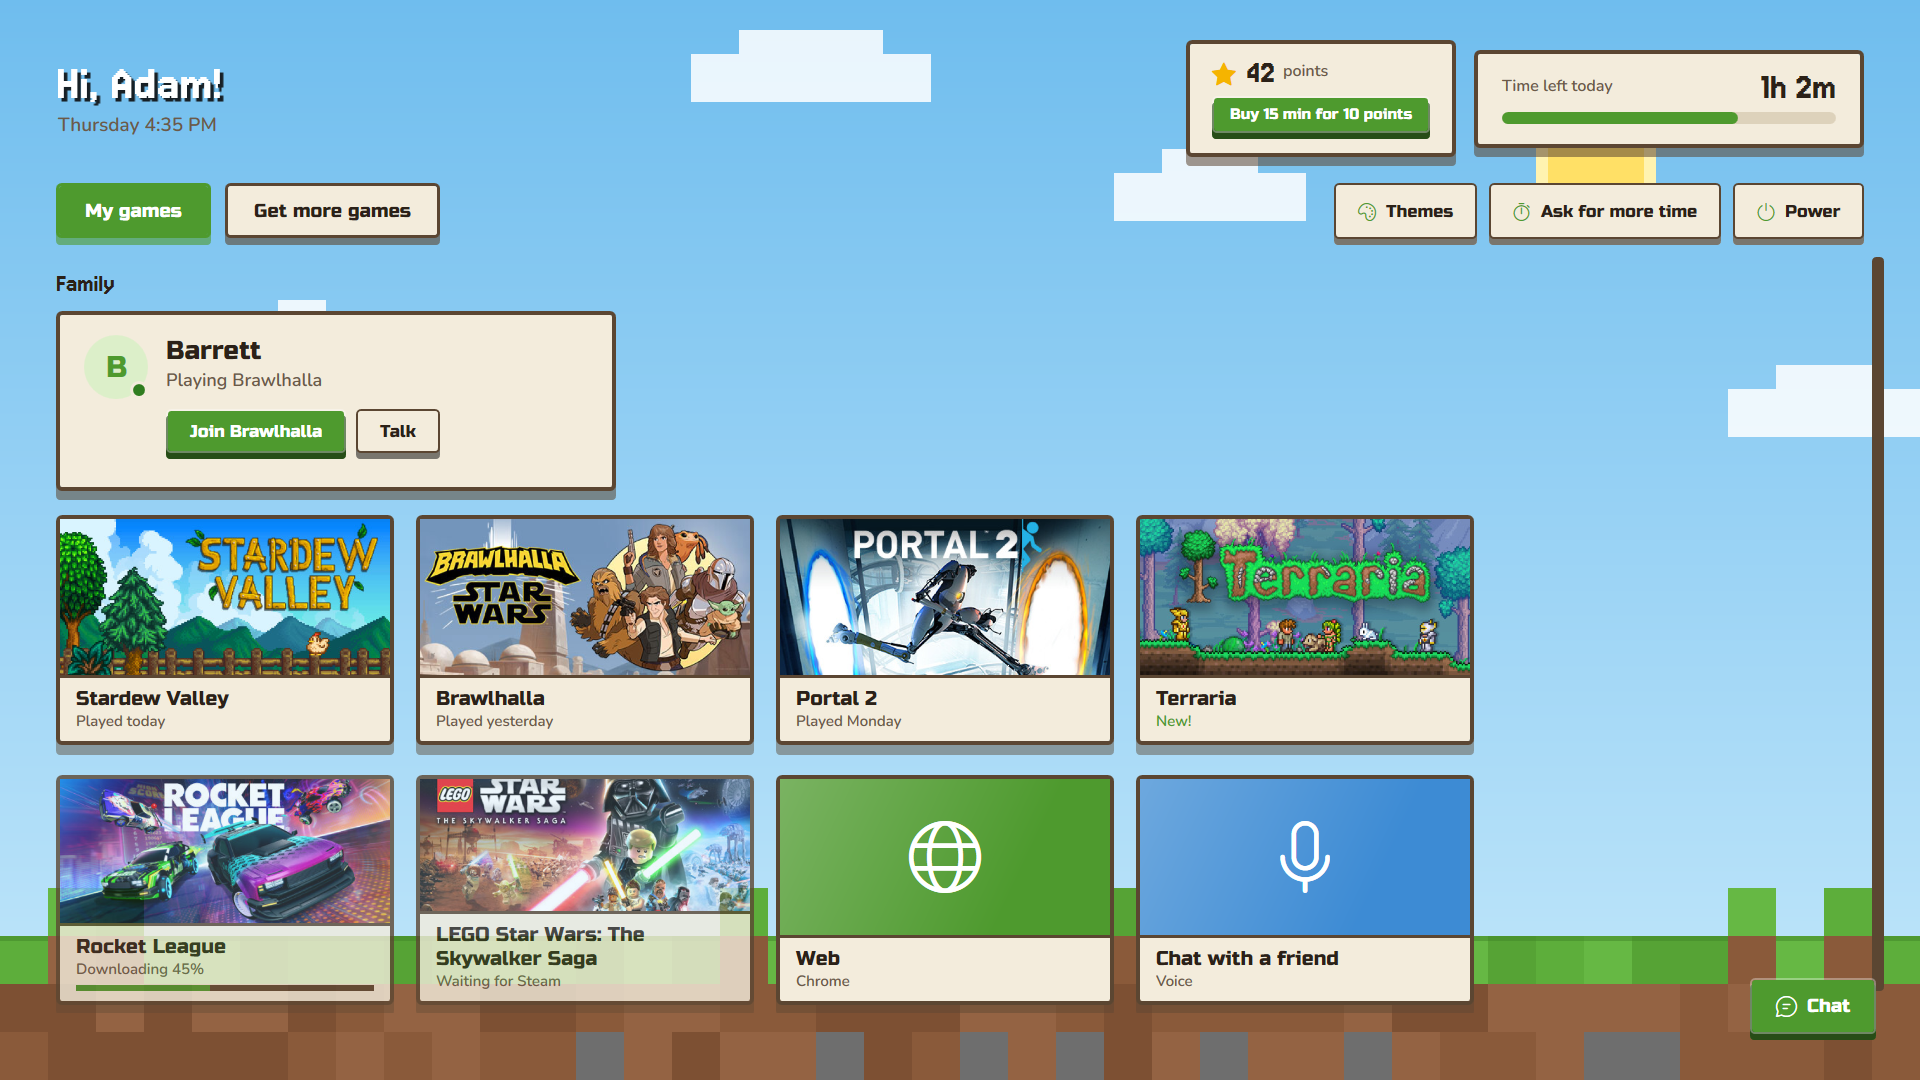 Hi, Adam!
Thursday 4:35 PM
42 points
Buy 15 min for 10 points
Time left today
1h 2m
My games
Get more games
Themes
Ask for more time
Power
Family
B
Barrett
Playing Brawlhalla
Join Brawlhalla
Talk
STARDEW
VALLEY
Stardew Valley
Played today
BRAWLHALLA
STAR
WARS
Brawlhalla
Played yesterday
PORTAL 2
Portal 2
Played Monday
Terraria
Terraria
New!
ROCKET
LEAGUE
Rocket League
Downloading 45%
LEGO
STAR
WARS
THE SKYWALKER SAGA
LEGO Star Wars: The
Skywalker Saga
Waiting for Steam
Web
Chrome
Chat with a friend
Voice
Chat